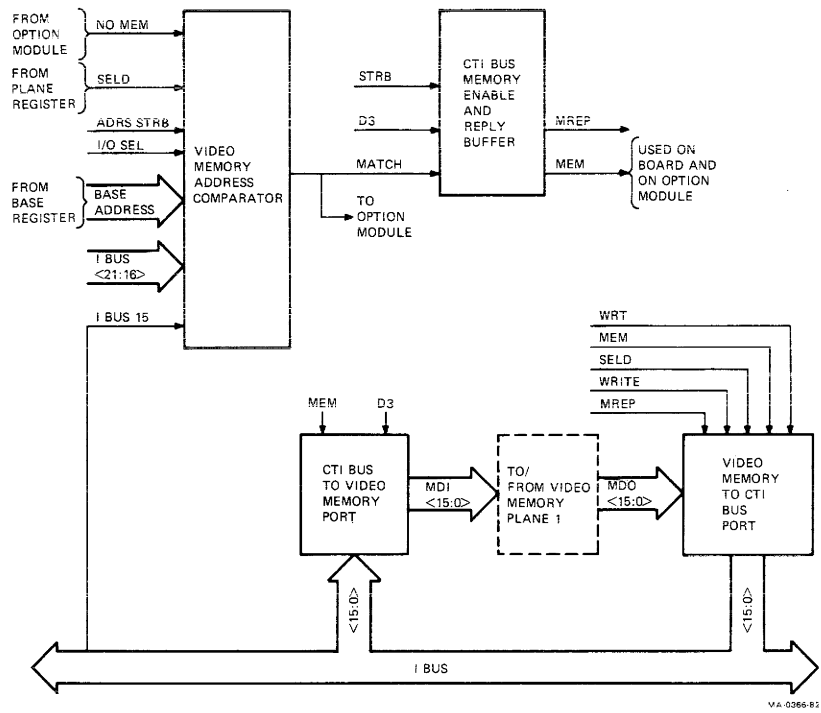 FROM
OPTION
MODULE
NO MEM
FROM
PLANE
REGISTER
SELD
ADRS STRB
I/O SEL
FROM
BASE
REGISTER
BASE
ADDRESS
I BUS
<21:16>
I BUS 15
VIDEO
MEMORY
ADDRESS
COMPARATOR
STRB
D3
MATCH
TO
OPTION
MODULE
CTI BUS
MEMORY
ENABLE
AND
REPLY
BUFFER
MREP
MEM
USED ON
BOARD AND
ON OPTION
MODULE
WRT
MEM
SELD
WRITE
MREP
MEM
D3
CTI BUS
TO VIDEO
MEMORY
PORT
MDI
<15:0>
TO/
FROM VIDEO
MEMORY
PLANE 1
MDO
<15:0>
VIDEO
MEMORY
TO CTI
BUS
PORT
<15:0>
<15:0>
I BUS
MA-0366-82